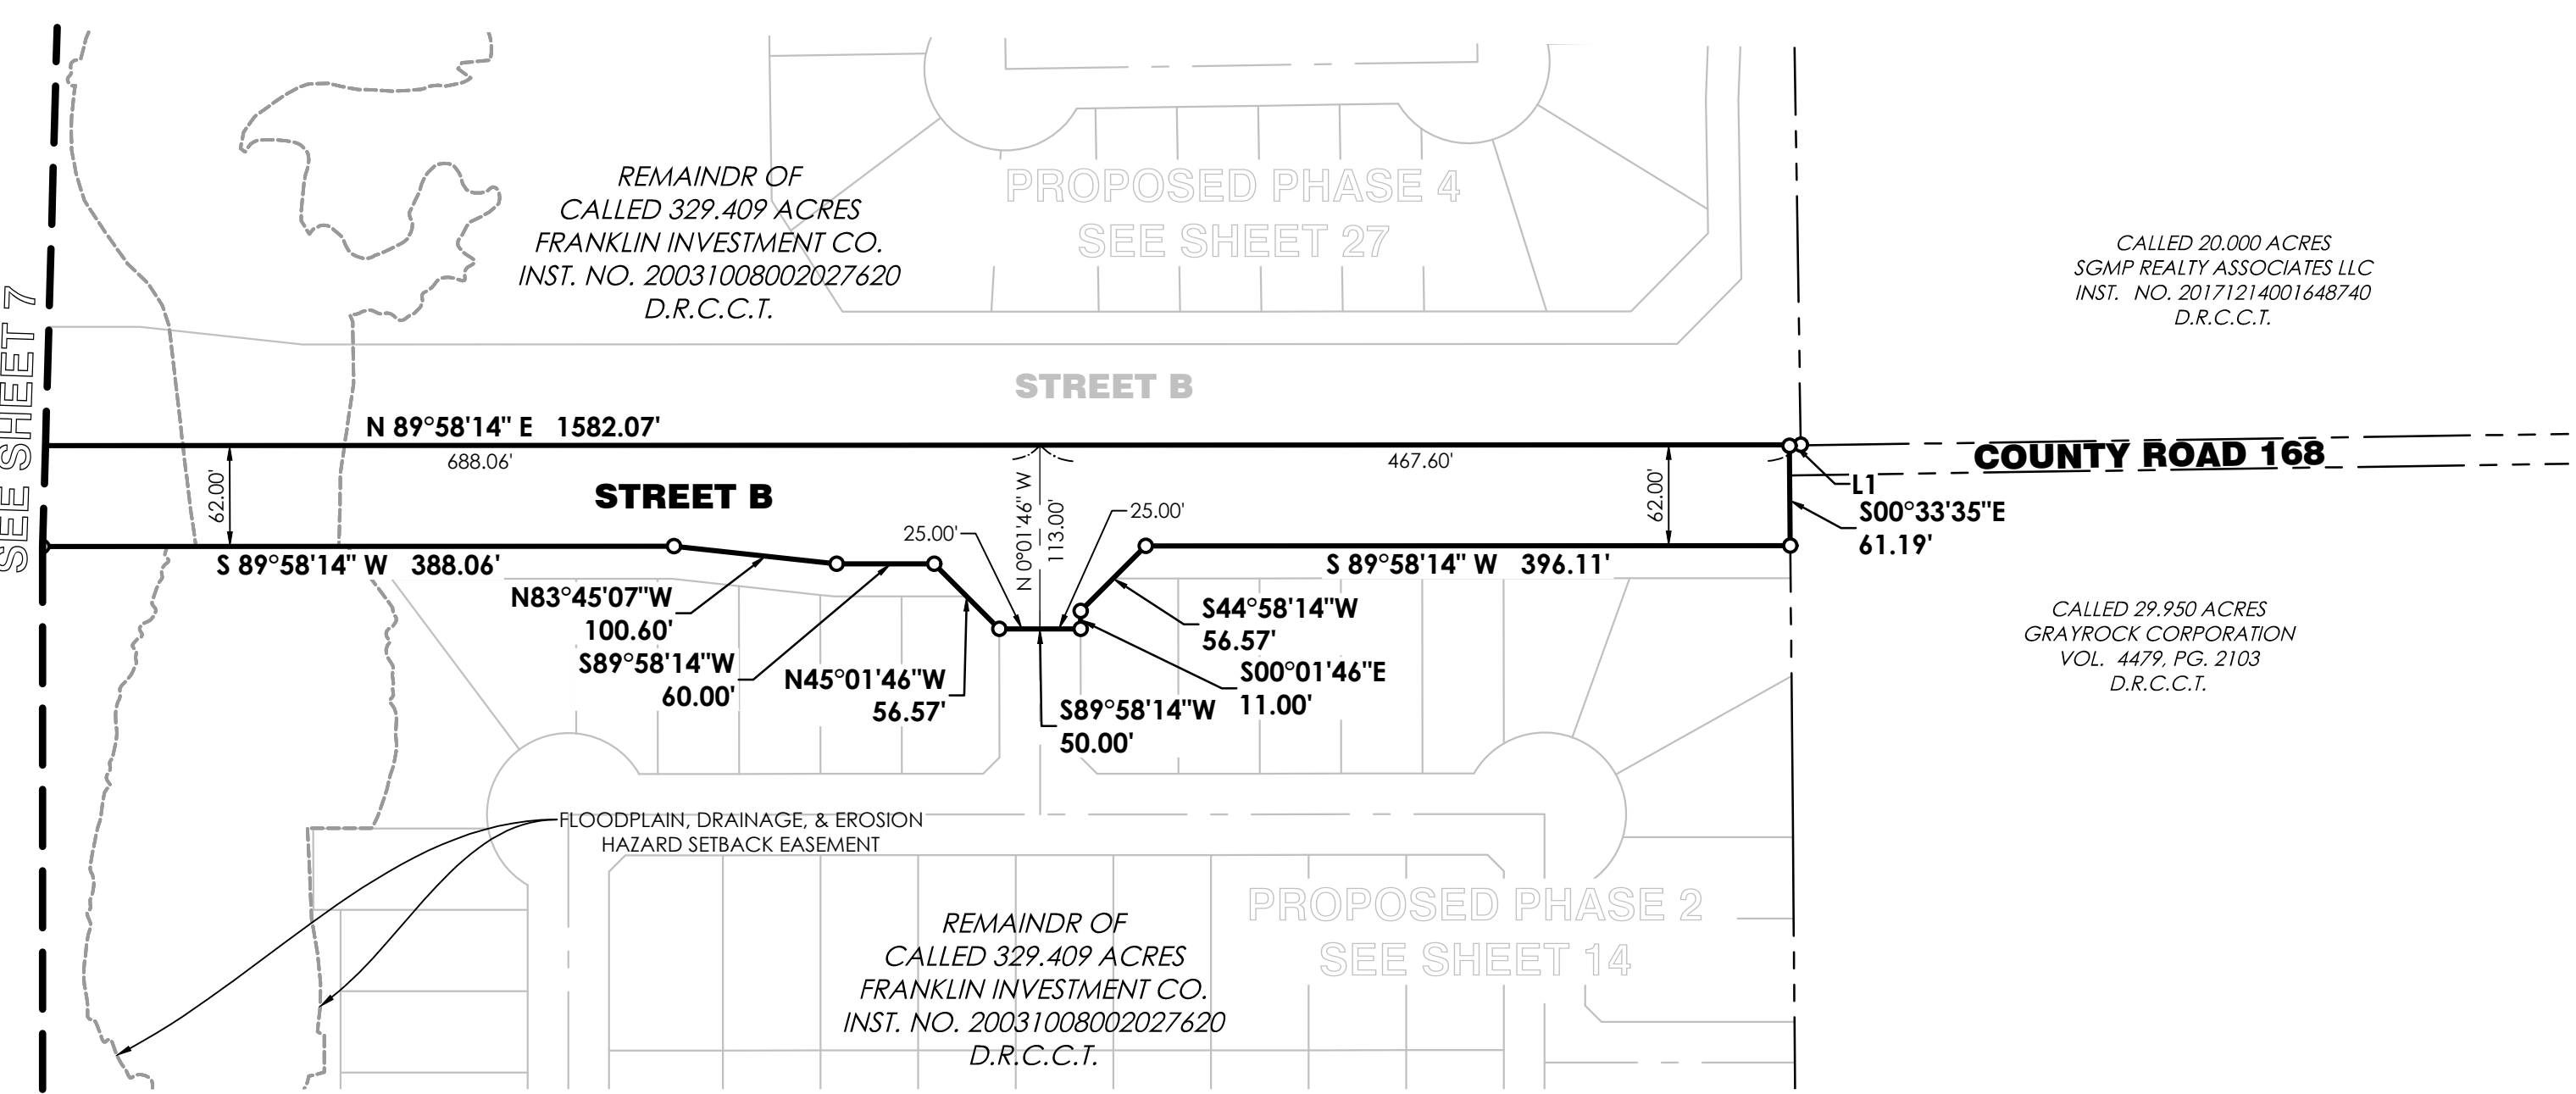 SEE SHEET 7
REMAINDR OF
CALLED 329.409 ACRES
FRANKLIN INVESTMENT CO.
INST. NO. 20031008002027620
D.R.C.C.T.
PROPOSED PHASE 4
SEE SHEET 27
CALLED 20.000 ACRES
SGMP REALTY ASSOCIATES LLC
INST. NO. 20171214001648740
D.R.C.C.T.
STREET B
N 89°58'14" E 1582.07'
688.06'
467.60'
COUNTY ROAD 168
L1
62.00'
STREET B
N 0°01'46" W
113.00'
62.00'
S00°33'35"E
61.19'
25.00'
25.00'
S 89°58'14" W 388.06'
S 89°58'14" W 396.11'
N83°45'07"W
100.60'
S89°58'14"W
60.00'
N45°01'46"W
56.57'
S44°58'14"W
56.57'
S00°01'46"E
11.00'
S89°58'14"W
50.00'
CALLED 29.950 ACRES
GRAYROCK CORPORATION
VOL. 4479, PG. 2103
D.R.C.C.T.
FLOODPLAIN, DRAINAGE, & EROSION
HAZARD SETBACK EASEMENT
PROPOSED PHASE 2
SEE SHEET 14
REMAINDR OF
CALLED 329.409 ACRES
FRANKLIN INVESTMENT CO.
INST. NO. 20031008002027620
D.R.C.C.T.